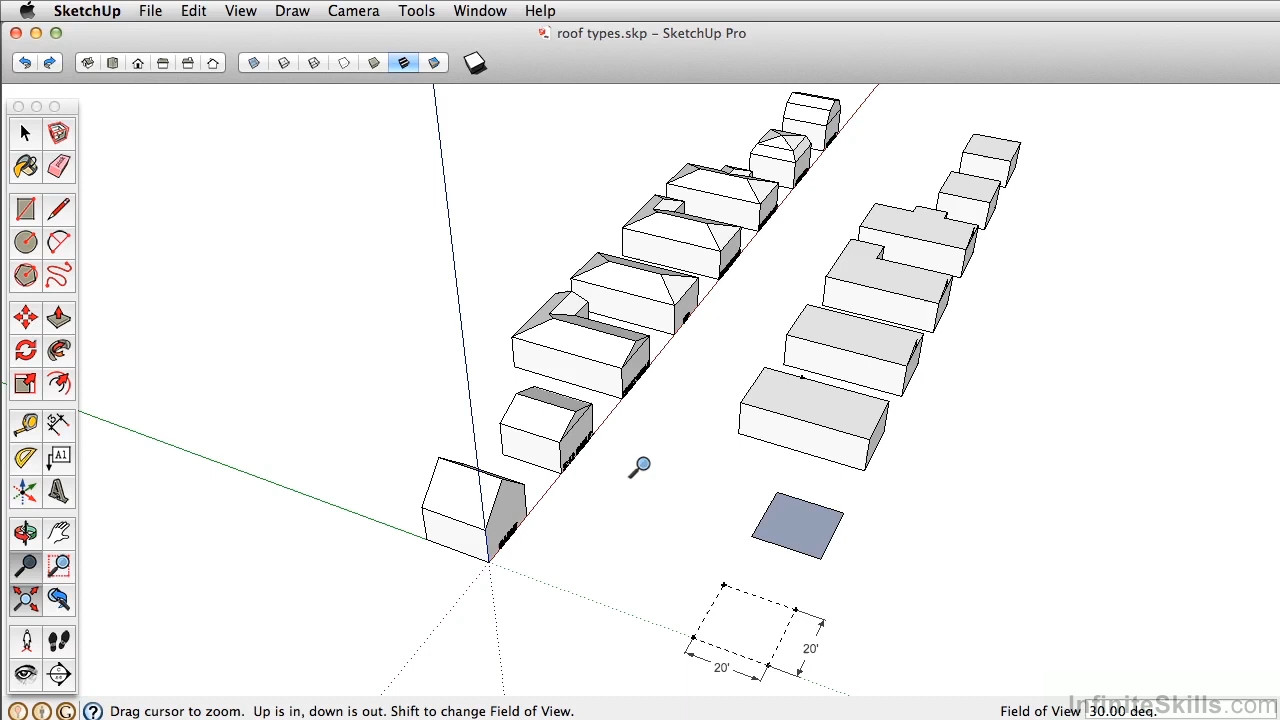 SketchUp File Edit View Draw Camera Tools Window Help
roof types.skp – SketchUp Pro
A1
20'
20'
Drag cursor to zoom. Up is in, down is out. Shift to change Field of View.
Field of View 30.00 deg.
InfiniteSkills.com